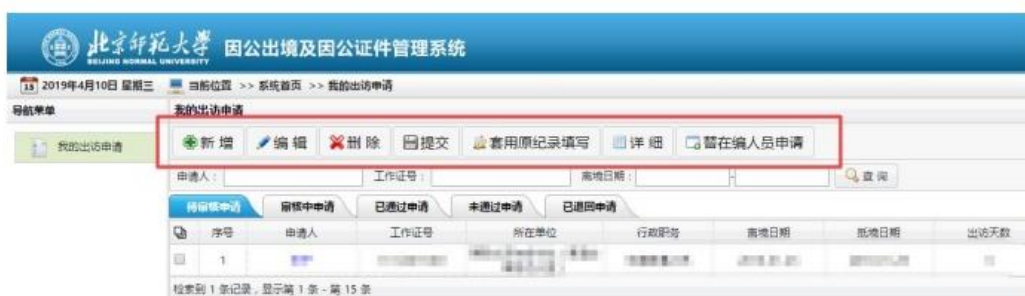 北京师范大学 因公出境及因公证件管理系统
BEIJING NORMAL UNIVERSITY
15 2019年4月10日 星期三 当前位置 >> 系统首页 >> 我的出访申请
导航菜单 我的出访申请
新增 编辑 删除 提交 套用原纪录填写 详细 替在编人员申请
我的出访申请
申请人： 工作证号： 离境日期： - 查询
待审核申请 审核中申请 已通过申请 未通过申请 已退回申请
序号 申请人 工作证号 所在单位 行政职务 离境日期 抵境日期 出访天数
1
检索到 1 条记录，显示第 1 条 - 第 15 条